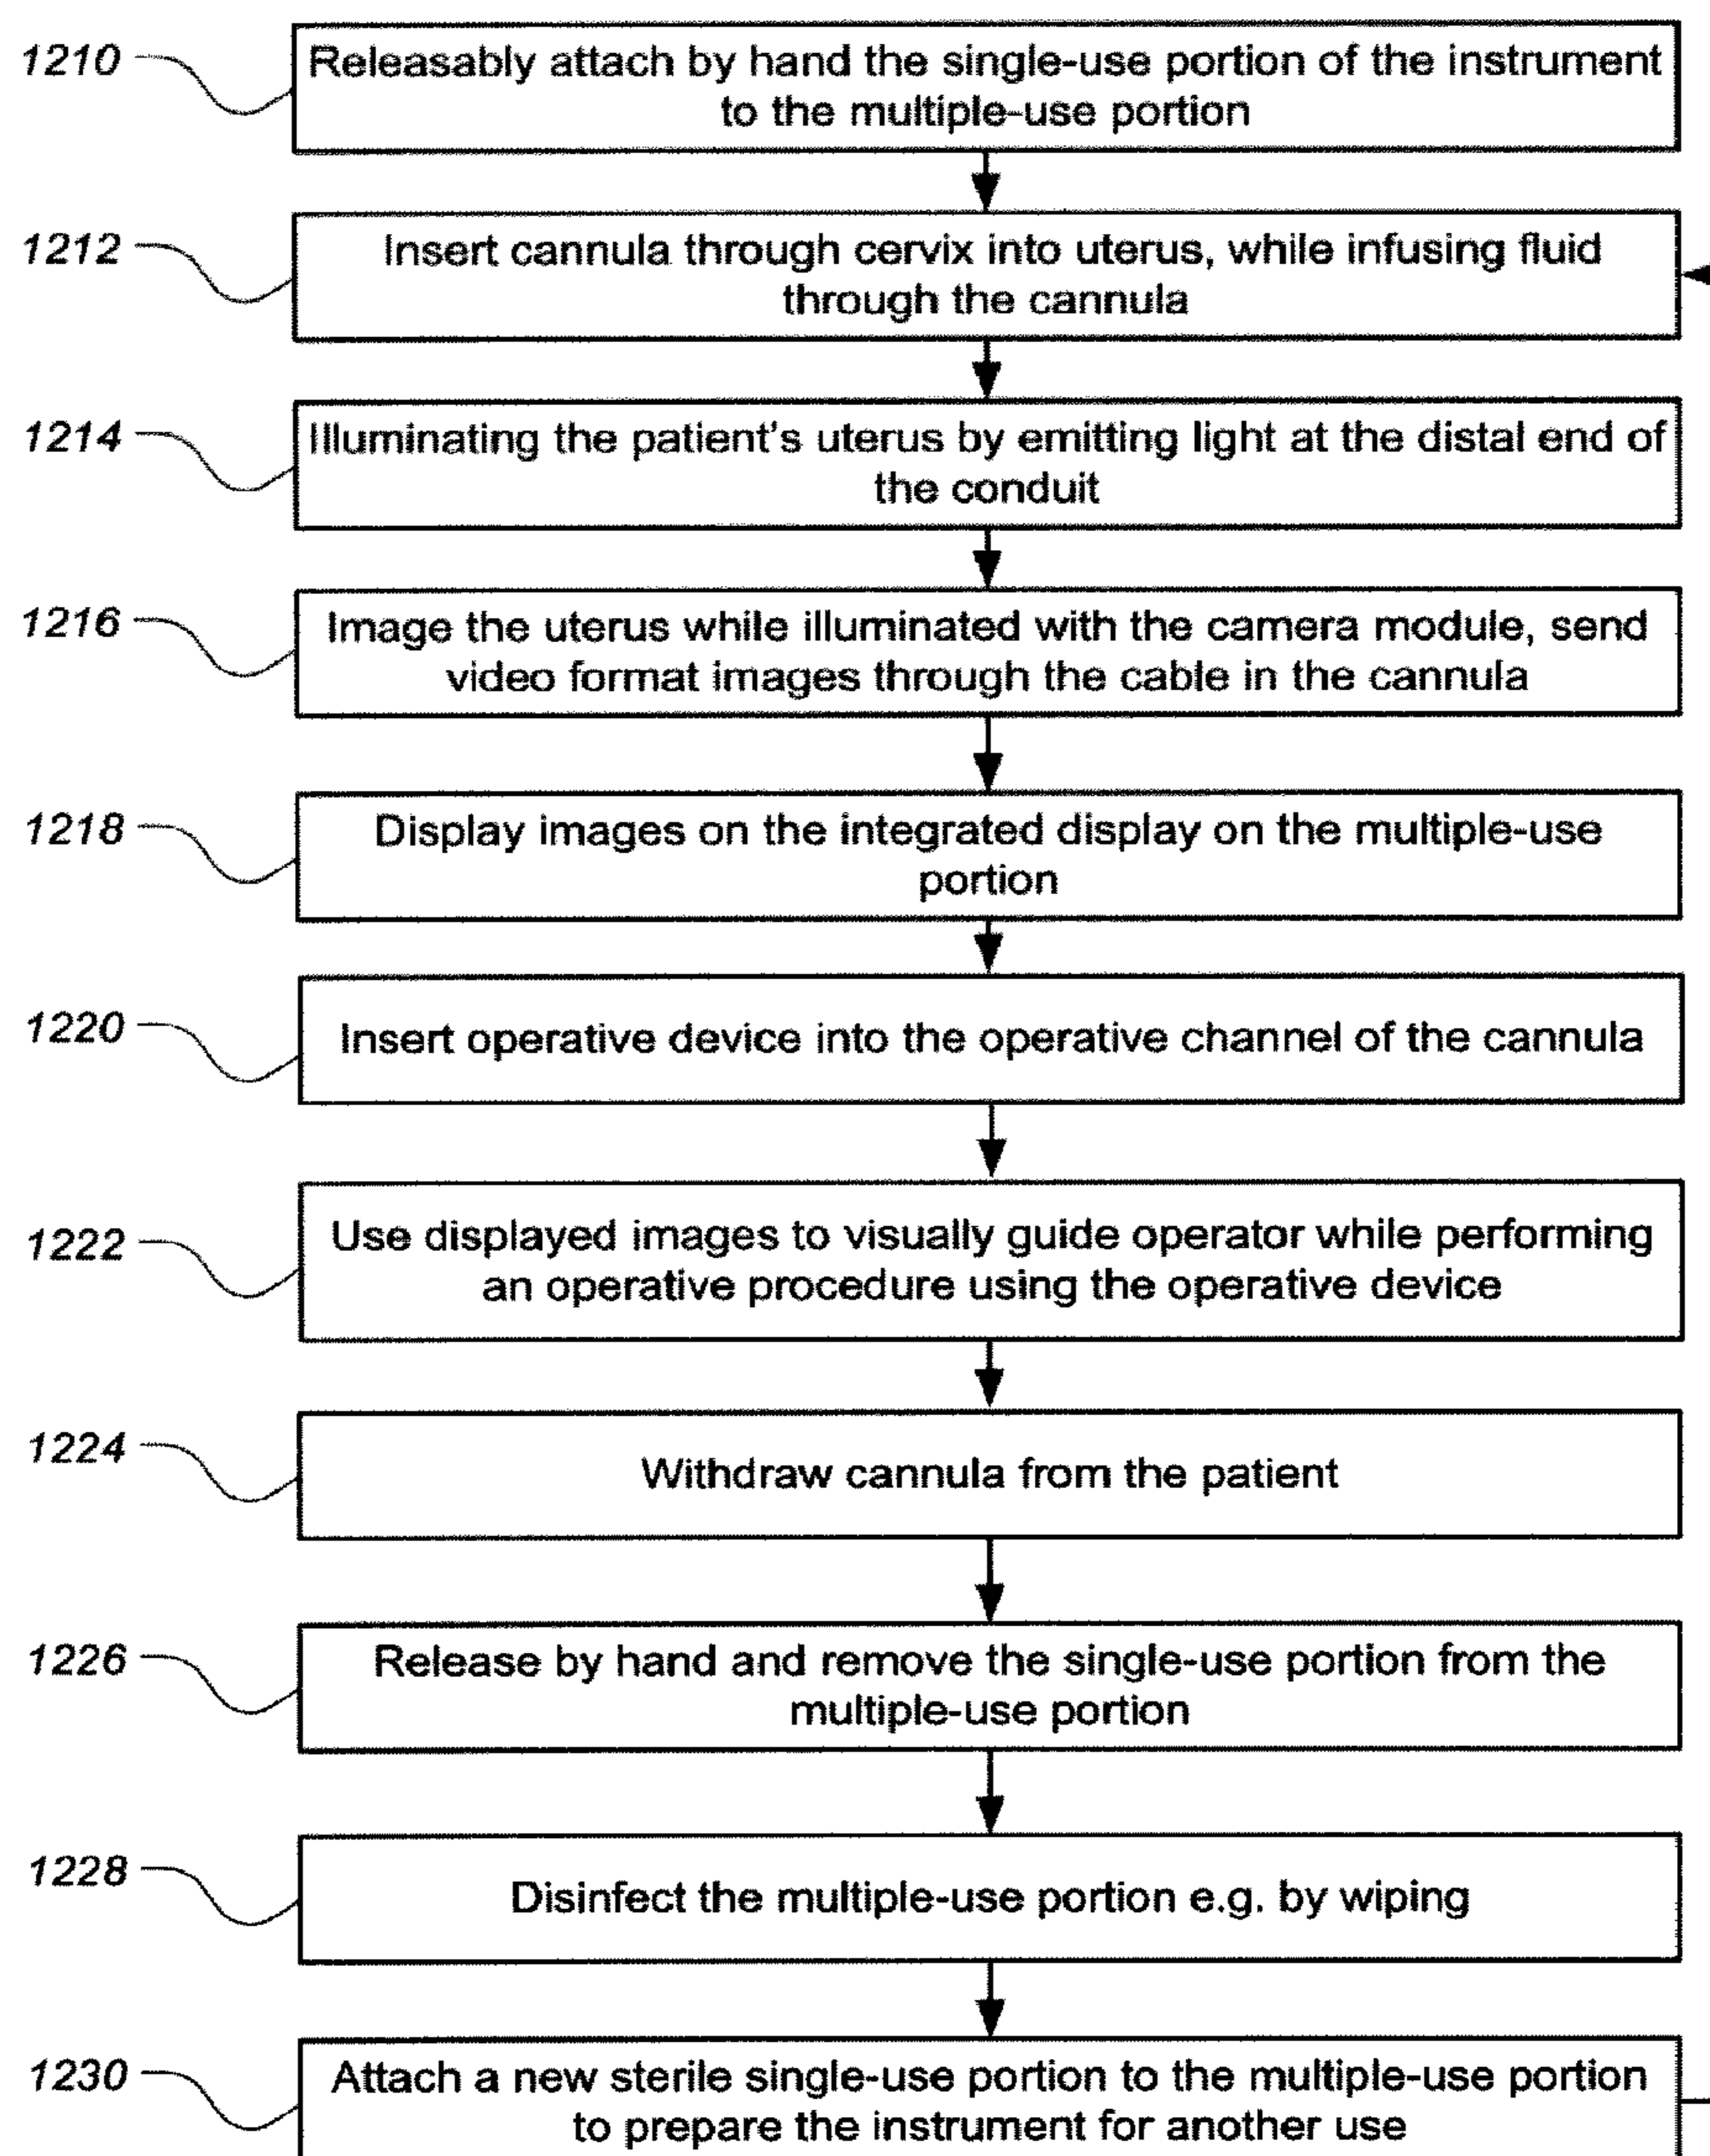 1210
Releasably attach by hand the single-use portion of the instrument
to the multiple-use portion
1212
Insert cannula through cervix into uterus, while infusing fluid
through the cannula
1214
Illuminating the patient's uterus by emitting light at the distal end of
the conduit
1216
Image the uterus while illuminated with the camera module, send
video format images through the cable in the cannula
1218
Display images on the integrated display on the multiple-use
portion
1220
Insert operative device into the operative channel of the cannula
1222
Use displayed images to visually guide operator while performing
an operative procedure using the operative device
1224
Withdraw cannula from the patient
1226
Release by hand and remove the single-use portion from the
multiple-use portion
1228
Disinfect the multiple-use portion e.g. by wiping
1230
Attach a new sterile single-use portion to the multiple-use portion
to prepare the instrument for another use